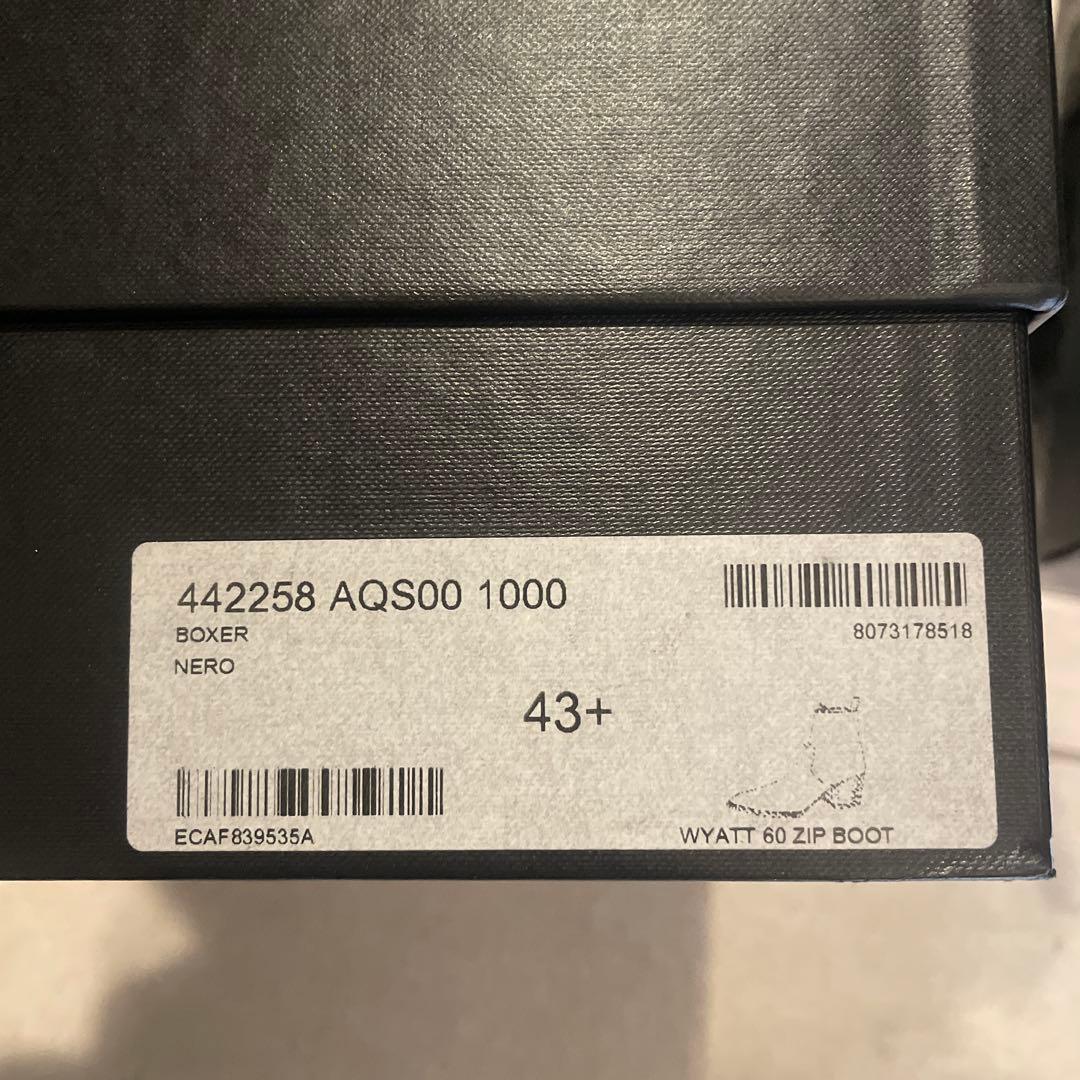 442258 AQS00 1000
BOXER
NERO
8073178518
43+
ECAF839535A
WYATT 60 ZIP BOOT